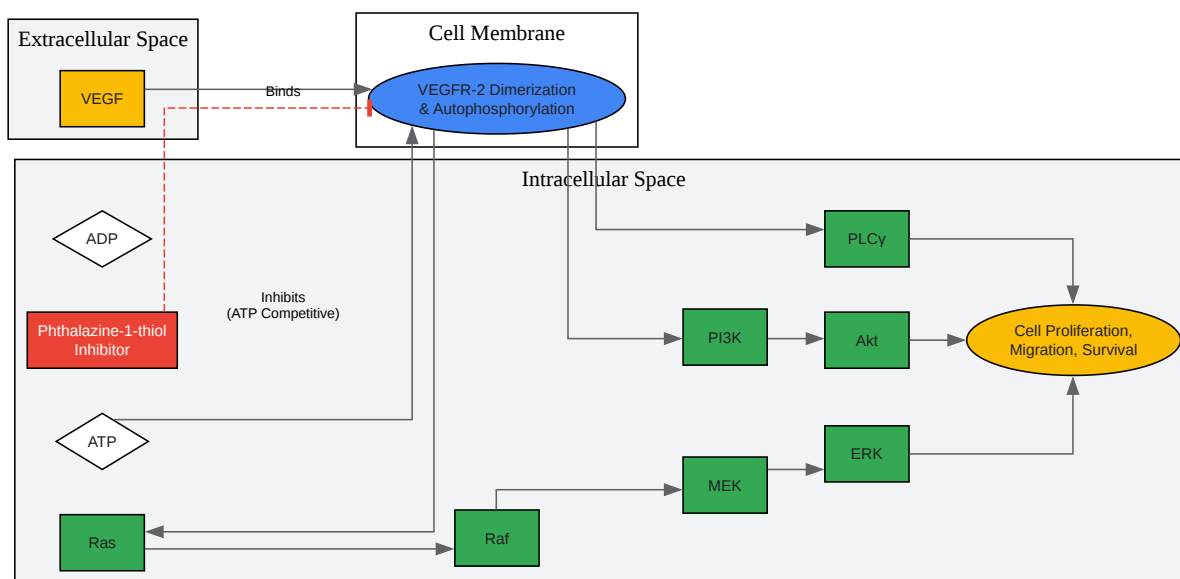 Extracellular Space
Cell Membrane
VEGF
Binds
VEGFR-2 Dimerization
& Autophosphorylation
Intracellular Space
ADP
PLCγ
Inhibits
(ATP Competitive)
Phthalazine-1-thiol
Inhibitor
PI3K
Akt
Cell Proliferation,
Migration, Survival
ATP
ERK
MEK
Ras
Raf